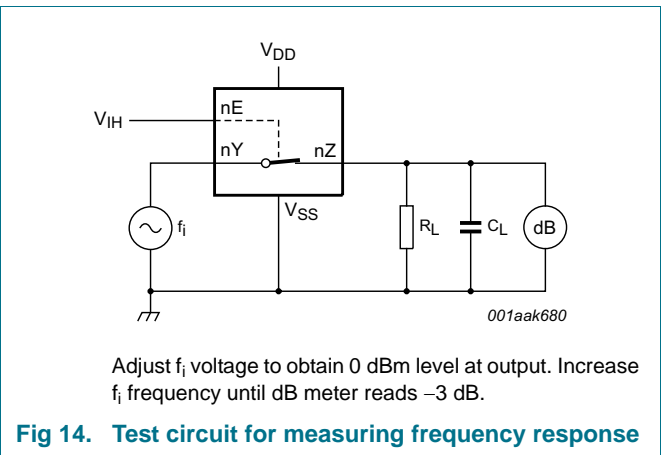 VDD
VIH
nE
nY
nZ
VSS
fi
RL
CL
dB
001aak680
Adjust fi voltage to obtain 0 dBm level at output. Increase
fi frequency until dB meter reads −3 dB.
Fig 14. Test circuit for measuring frequency response